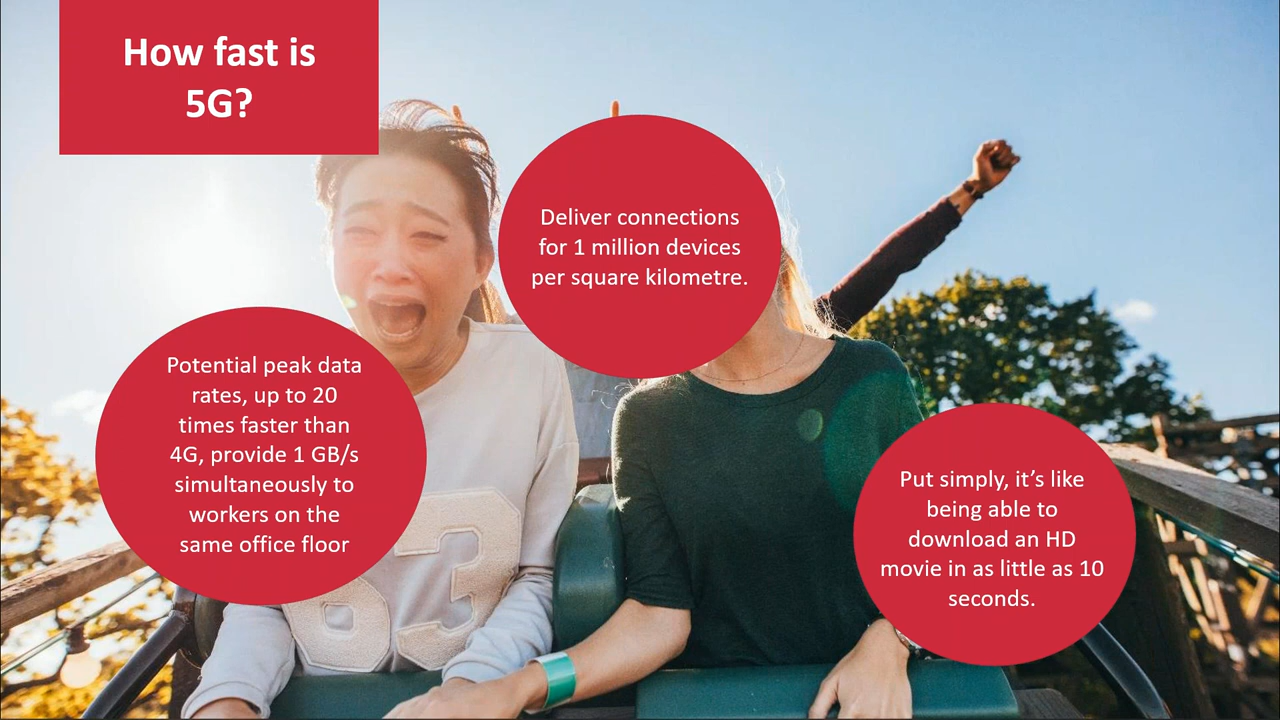 How fast is
5G?
Deliver connections
for 1 million devices
per square kilometre.
Potential peak data
rates, up to 20
times faster than
4G, provide 1 GB/s
simultaneously to
workers on the
same office floor
Put simply, it’s like
being able to
download an HD
movie in as little as 10
seconds.
63